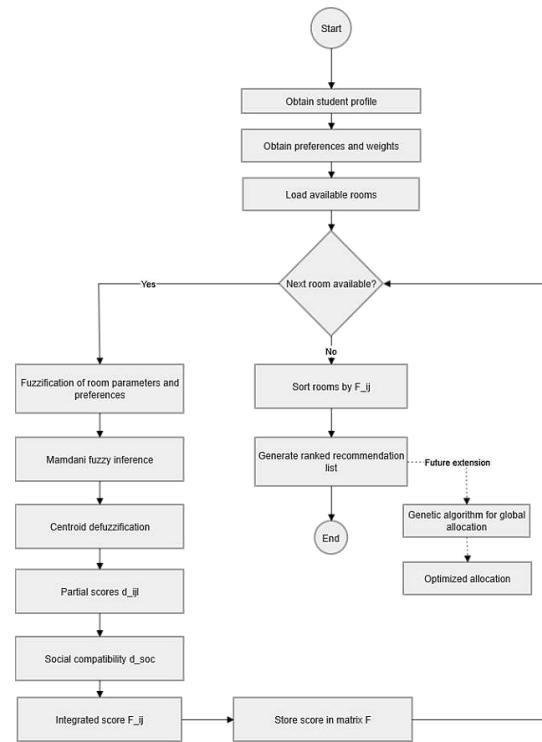 Start
Obtain student profile
Obtain preferences and weights
Load available rooms
Next room available?
Yes
No
Fuzzification of room parameters and
preferences
Mamdani fuzzy inference
Centroid defuzzification
Partial scores d_ijl
Social compatibility d_soc
Integrated score F_ij
Store score in matrix F
Sort rooms by F_ij
Generate ranked recommendation
list
End
Future extension
Genetic algorithm for global
allocation
Optimized allocation